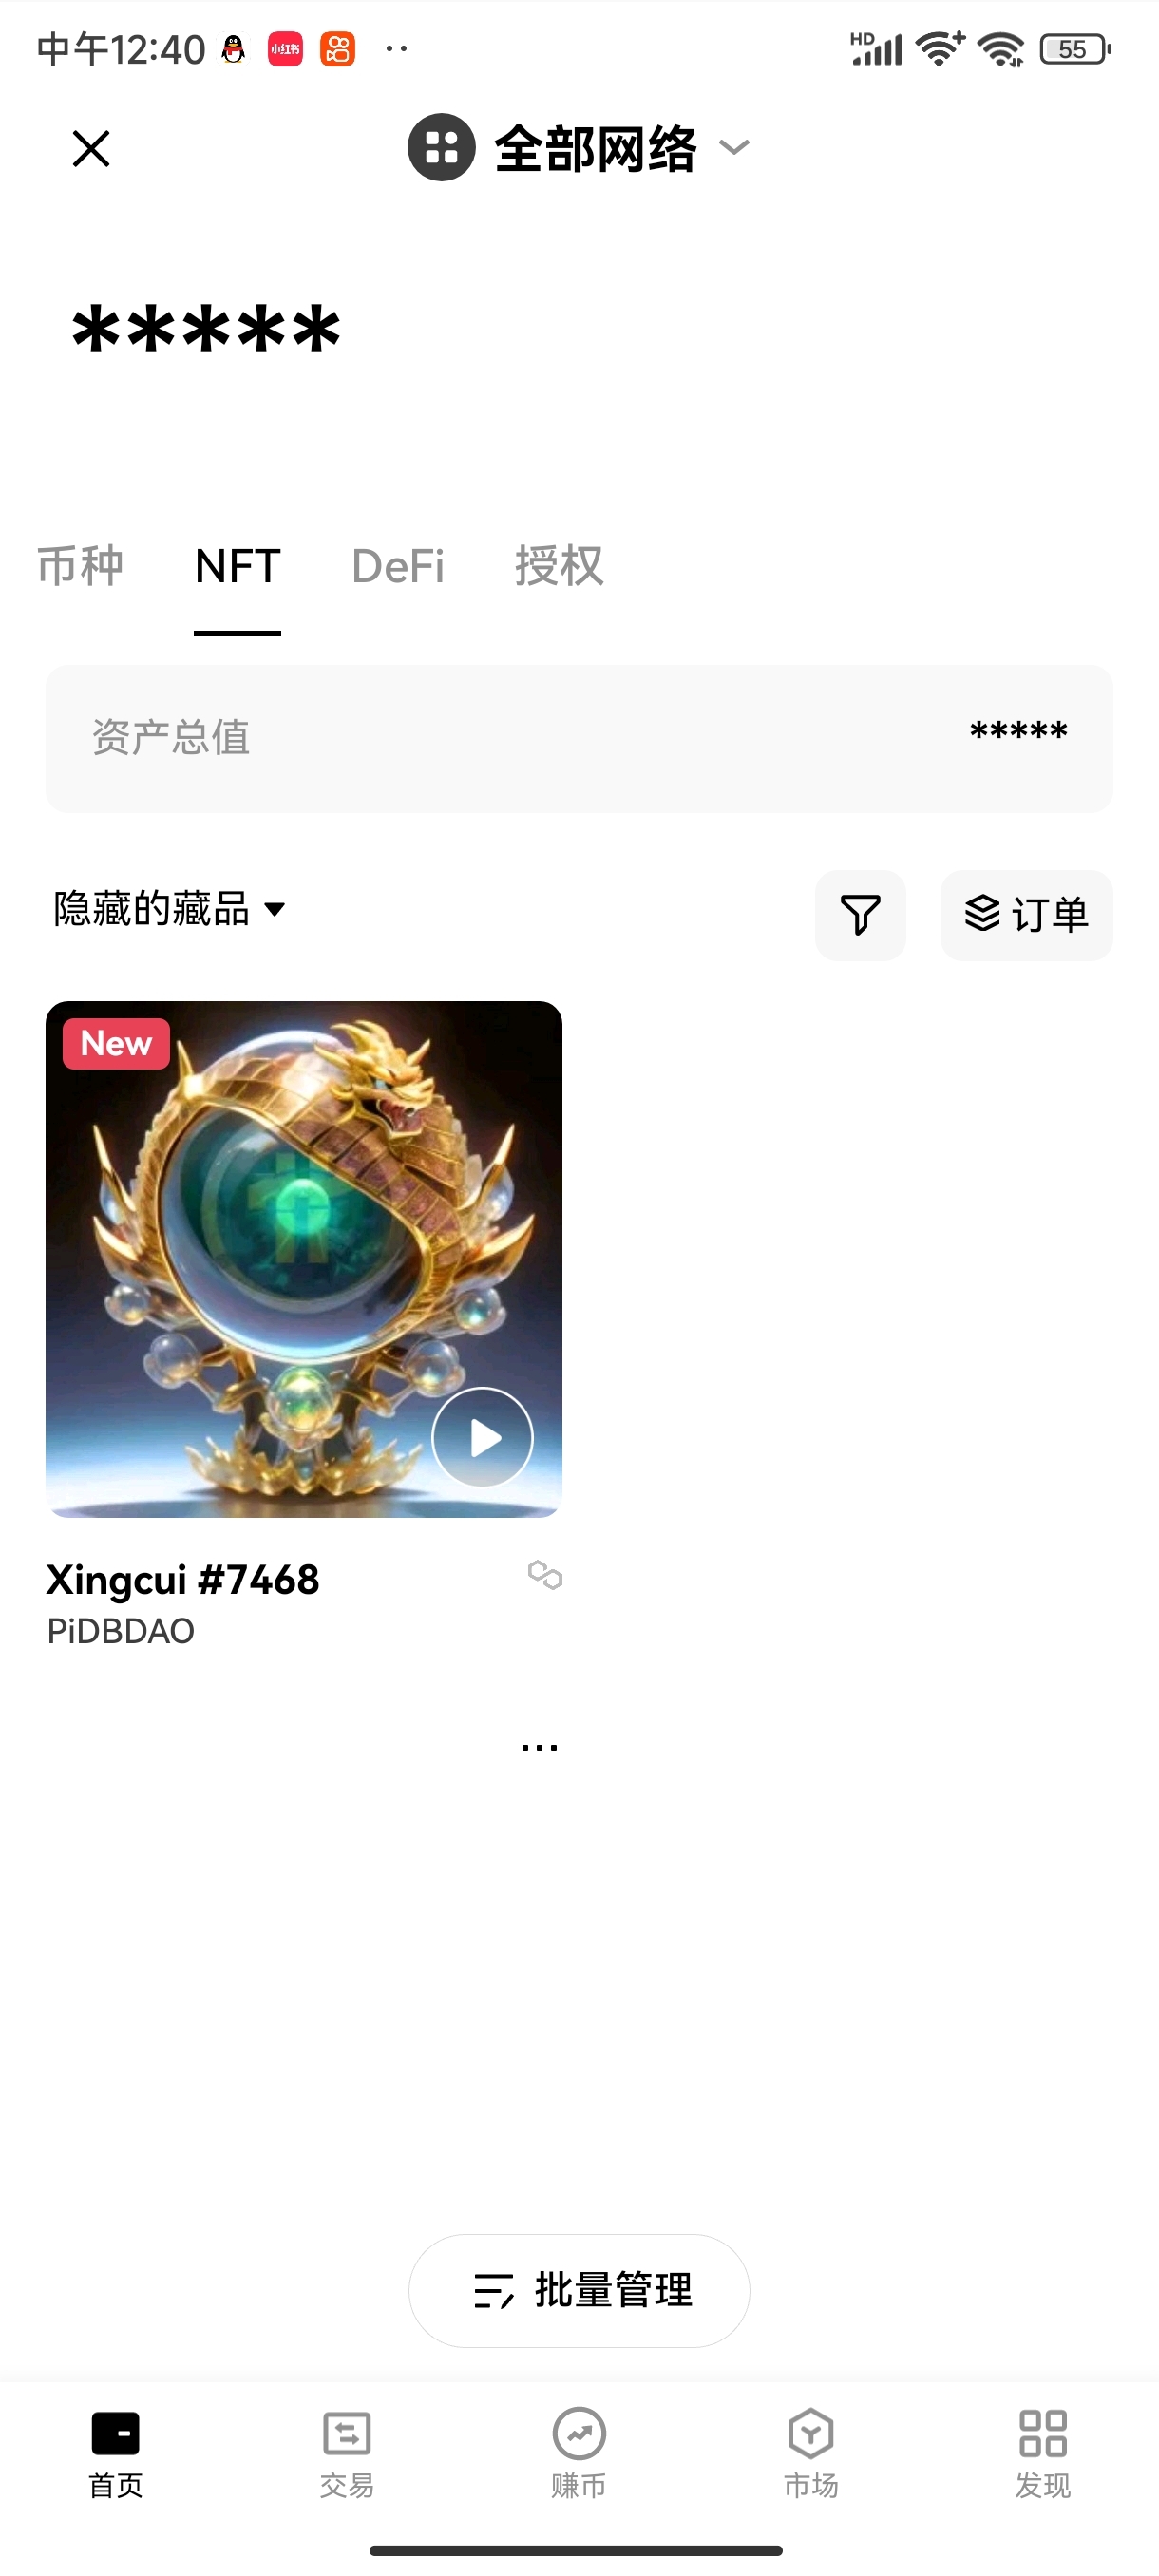 中午12:40 小红书 HD 55
全部网络
*****
币种 NFT DeFi 授权
资产总值 *****
隐藏的藏品 订单
New
Xingcui #7468
PiDBDAO
...
批量管理
首页 交易 赚币 市场 发现